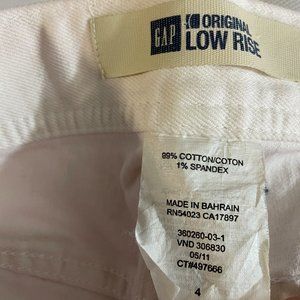 GAP
ORIGINAL
LOW RISE
99% COTTON/COTON
1% SPANDEX
MADE IN BAHRAIN
RN54023 CA17897
360260-03-1
VND 306830
05/11
CT#497666
4